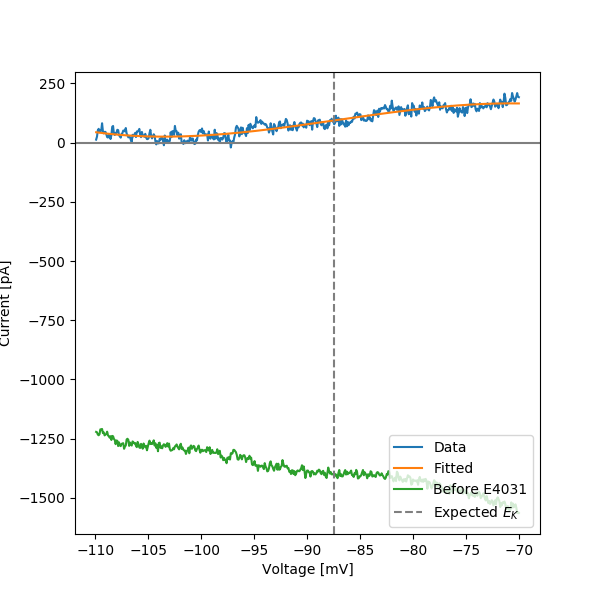 250
0
−250
−500
−750
−1000
−1250
−1500
Current [pA]
Data
Fitted
Before E4031
Expected E_K
−110 −105 −100 −95 −90 −85 −80 −75 −70
Voltage [mV]